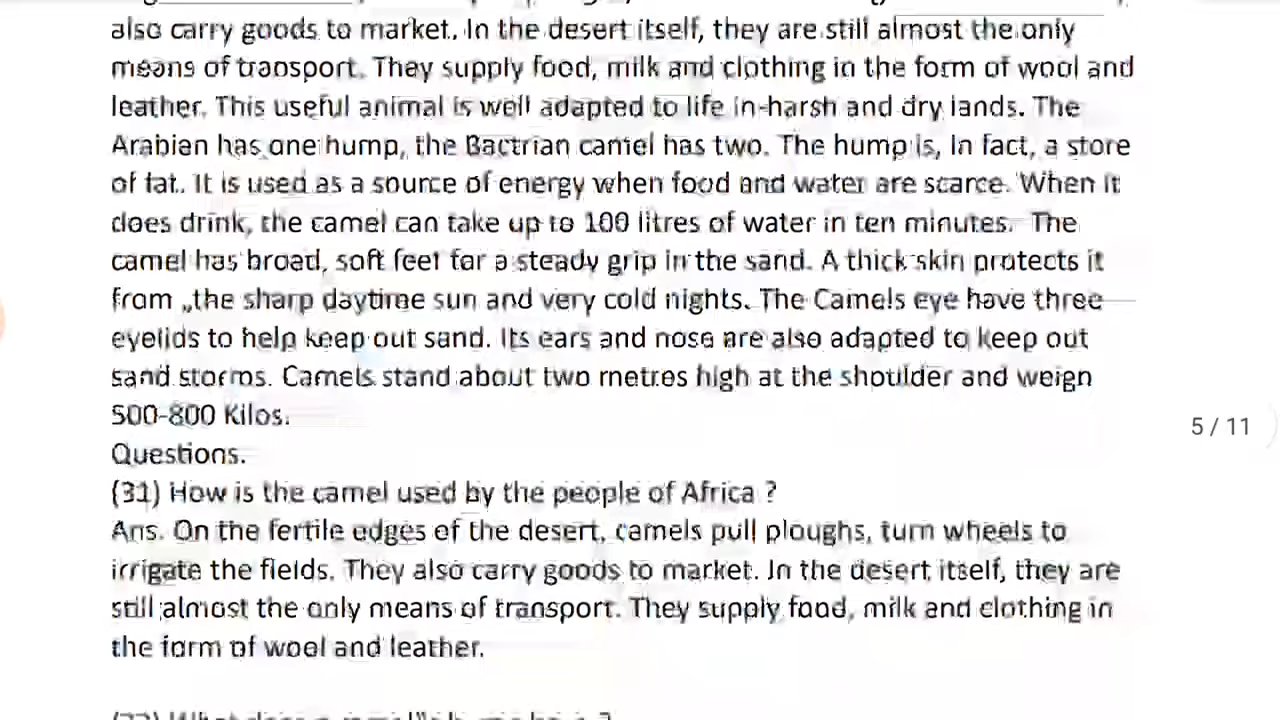 also carry goods to market. In the desert itself, they are still almost the only
means of transport. They supply food, milk and clothing in the form of wool and
leather. This useful animal is well adapted to life in-harsh and dry lands. The
Arabien has one hump, the Bactrian camel has two. The hump is, In fact, a store
of fat. It is used as a source of energy when food and water are scarce. When it
does drink, the camel can take up to 100 litres of water in ten minutes. The
camel has broad, soft feet for a steady grip in the sand. A thick skin protects it
from „the sharp daytime sun and very cold nights. The Camels eye have three
eyelids to help keep out sand. Its ears and nose are also adapted to keep out
sand storms. Camels stand about two metres high at the shoulder and weign
500-800 Kilos.
5 / 11
Questions.
(31) How is the camel used by the people of Africa ?
Ans. On the fertile edges of the desert, camels pull ploughs, turn wheels to
irrigate the fields. They also carry goods to market. In the desert itself, they are
still almost the only means of transport. They supply food, milk and clothing in
the form of wool and leather.